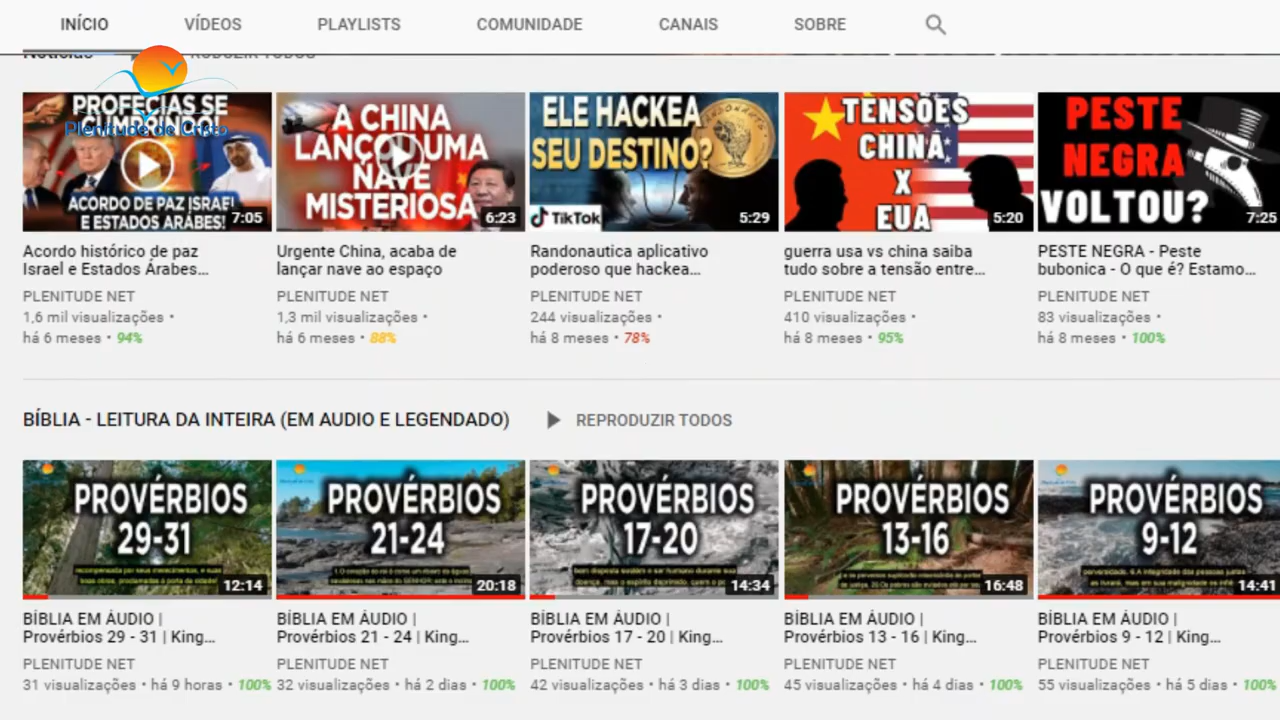 INÍCIO VÍDEOS PLAYLISTS COMUNIDADE CANAIS SOBRE
Notícias REPRODUZIR TODOS
Plenitude de Cristo
PROFECIAS SE
CUMPRINDO!
ACORDO DE PAZ ISRAEL
E ESTADOS ÁRABES!
7:05
A CHINA
LANÇOU UMA
NAVE
MISTERIOSA
6:23
ELE HACKEA
SEU DESTINO?
TikTok
5:29
TENSÕES
CHINA
X
EUA
5:20
PESTE
NEGRA
VOLTOU?
7:25
Acordo histórico de paz
Israel e Estados Árabes...
PLENITUDE NET
1,6 mil visualizações •
há 6 meses • 94%
Urgente China, acaba de
lançar nave ao espaço
PLENITUDE NET
1,3 mil visualizações •
há 6 meses • 88%
Randonautica aplicativo
poderoso que hackea...
PLENITUDE NET
244 visualizações •
há 8 meses • 78%
guerra usa vs china saiba
tudo sobre a tensão entre...
PLENITUDE NET
410 visualizações •
há 8 meses • 95%
PESTE NEGRA - Peste
bubonica - O que é? Estamo...
PLENITUDE NET
83 visualizações •
há 8 meses • 100%
BÍBLIA - LEITURA DA INTEIRA (EM AUDIO E LEGENDADO) REPRODUZIR TODOS
PROVÉRBIOS
29-31
12:14
PROVÉRBIOS
21-24
20:18
PROVÉRBIOS
17-20
14:34
PROVÉRBIOS
13-16
16:48
PROVÉRBIOS
9-12
14:41
BÍBLIA EM ÁUDIO |
Provérbios 29 - 31 | King...
PLENITUDE NET
31 visualizações • há 9 horas • 100%
BÍBLIA EM ÁUDIO |
Provérbios 21 - 24 | King...
PLENITUDE NET
32 visualizações • há 2 dias • 100%
BÍBLIA EM ÁUDIO |
Provérbios 17 - 20 | King...
PLENITUDE NET
42 visualizações • há 3 dias • 100%
BÍBLIA EM ÁUDIO |
Provérbios 13 - 16 | King...
PLENITUDE NET
45 visualizações • há 4 dias • 100%
BÍBLIA EM ÁUDIO |
Provérbios 9 - 12 | King...
PLENITUDE NET
55 visualizações • há 5 dias • 100%